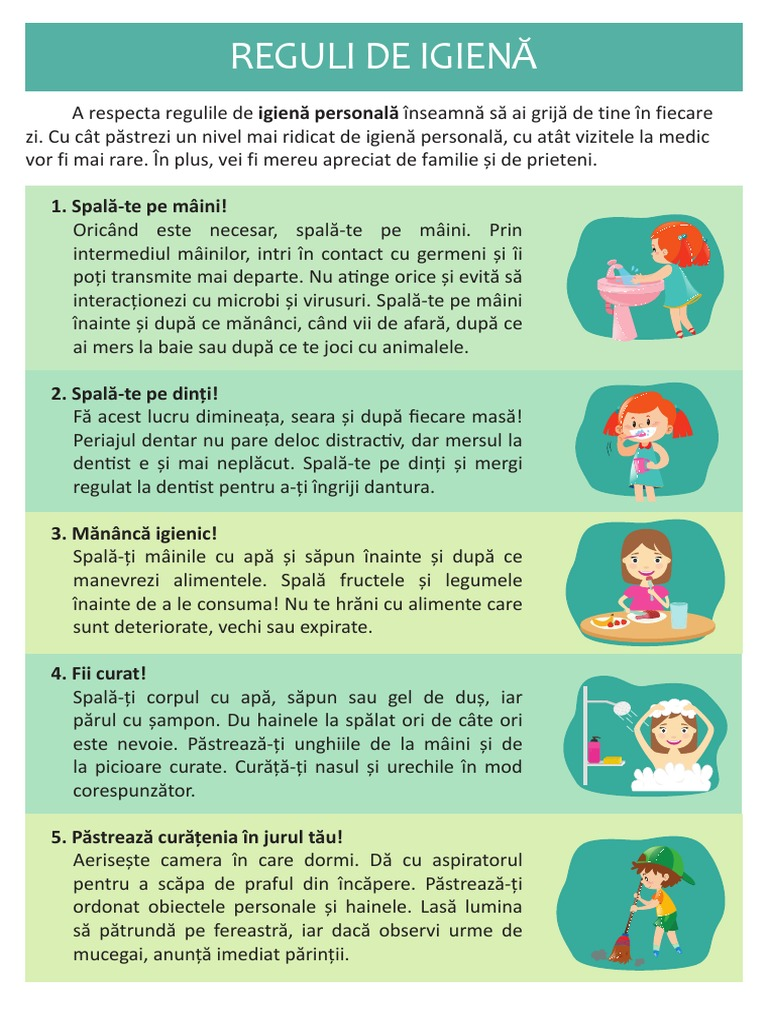 REGULI DE IGIENĂ
A respecta regulile de igienă personală înseamnă să ai grijă de tine în fiecare
zi. Cu cât păstrezi un nivel mai ridicat de igienă personală, cu atât vizitele la medic
vor fi mai rare. În plus, vei fi mereu apreciat de familie și de prieteni.
1. Spală-te pe mâini!
Oricând este necesar, spală-te pe mâini. Prin
intermediul mâinilor, intri în contact cu germeni și îi
poți transmite mai departe. Nu atinge orice și evită să
interacționezi cu microbi și virusuri. Spală-te pe mâini
înainte și după ce mănânci, când vii de afară, după ce
ai mers la baie sau după ce te joci cu animalele.
2. Spală-te pe dinți!
Fă acest lucru dimineața, seara și după fiecare masă!
Periajul dentar nu pare deloc distractiv, dar mersul la
dentist e și mai neplăcut. Spală-te pe dinți și mergi
regulat la dentist pentru a-ți îngriji dantura.
3. Mănâncă igienic!
Spală-ți mâinile cu apă și săpun înainte și după ce
manevrezi alimentele. Spală fructele și legumele
înainte de a le consuma! Nu te hrăni cu alimente care
sunt deteriorate, vechi sau expirate.
4. Fii curat!
Spală-ți corpul cu apă, săpun sau gel de duș, iar
părul cu șampon. Du hainele la spălat ori de câte ori
este nevoie. Păstrează-ți unghiile de la mâini și de
la picioare curate. Curăță-ți nasul și urechile în mod
corespunzător.
5. Păstrează curățenia în jurul tău!
Aerisește camera în care dormi. Dă cu aspiratorul
pentru a scăpa de praful din încăpere. Păstrează-ți
ordonat obiectele personale și hainele. Lasă lumina
să pătrundă pe fereastră, iar dacă observi urme de
mucegai, anunță imediat părinții.